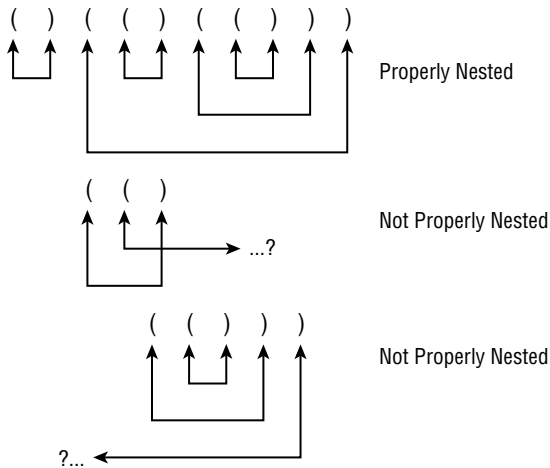 ( ) ( ( ) ( ( ) ) )
Properly Nested
( ( )
Not Properly Nested
...?
( ( ) ) )
Not Properly Nested
?...